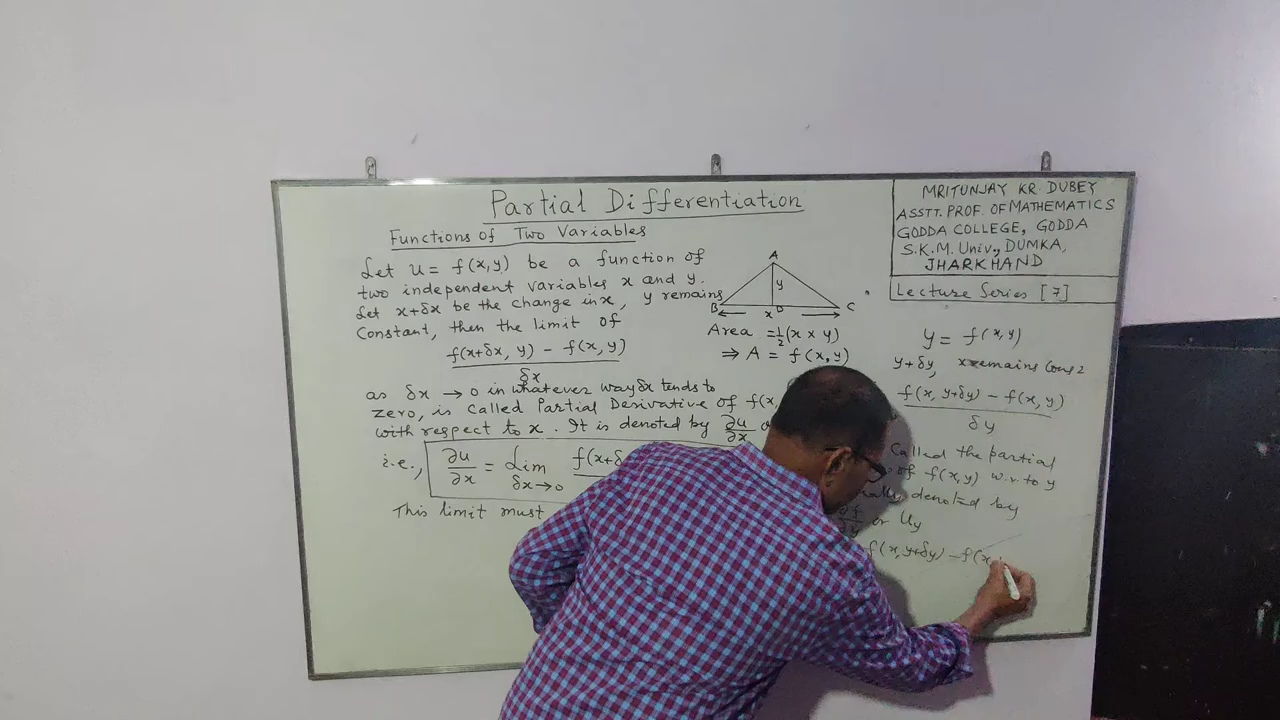 Partial Differentiation
Functions of Two Variables
Let u = f(x,y) be a function of
two independent variables x and y.
Let x+δx be the change in x, y remains
Constant, then the limit of
f(x+δx, y) - f(x,y)
δx
as δx → 0 in whatever way δx tends to
zero, is called Partial Derivative of f(x,
with respect to x. It is denoted by ∂u/∂x
i.e., ∂u/∂x = Lim δx→0 f(x+δ
This limit must
A
y
B x D C
Area = 1/2 (x × y)
⇒ A = f(x,y)
MRITUNJAY KR. DUBEY
ASSTT. PROF. OF MATHEMATICS
GODDA COLLEGE, GODDA
S.K.M. Univ, DUMKA,
JHARKHAND
Lecture Series [7]
y = f(x,y)
y+δy, x remains
f(x, y+δy) - f(x,y)
δy
Called the partial
of f(x,y) w.r. to y
denoted by
∂f/∂y or Uy
f(x,y+δy) - f(x,